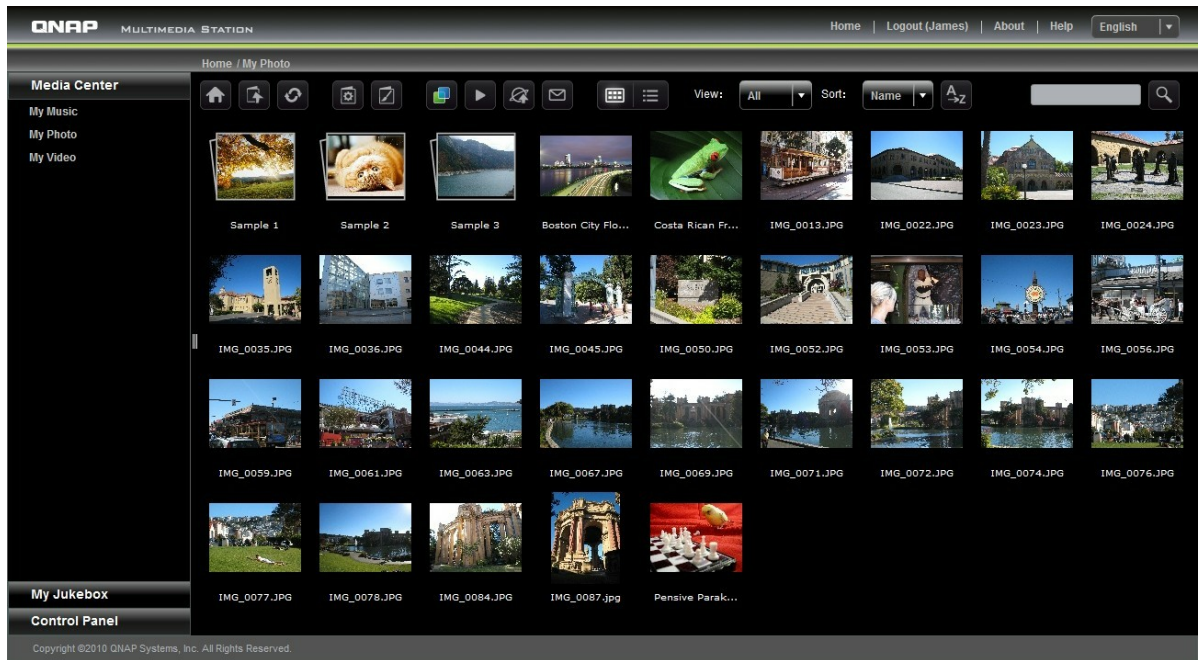 QNAP MULTIMEDIA STATION
Home | Logout (James) | About | Help English
Home / My Photo
Media Center
My Music
My Photo
My Video
View: All Sort: Name A→Z
Sample 1 Sample 2 Sample 3 Boston City Flo... Costa Rican Fr... IMG_0013.JPG IMG_0022.JPG IMG_0023.JPG IMG_0024.JPG
IMG_0035.JPG IMG_0036.JPG IMG_0044.JPG IMG_0045.JPG IMG_0050.JPG IMG_0052.JPG IMG_0053.JPG IMG_0054.JPG IMG_0056.JPG
IMG_0059.JPG IMG_0061.JPG IMG_0063.JPG IMG_0067.JPG IMG_0069.JPG IMG_0071.JPG IMG_0072.JPG IMG_0074.JPG IMG_0076.JPG
IMG_0077.JPG IMG_0078.JPG IMG_0084.JPG IMG_0087.jpg Pensive Parak...
My Jukebox
Control Panel
Copyright ©2010 QNAP Systems, Inc. All Rights Reserved.